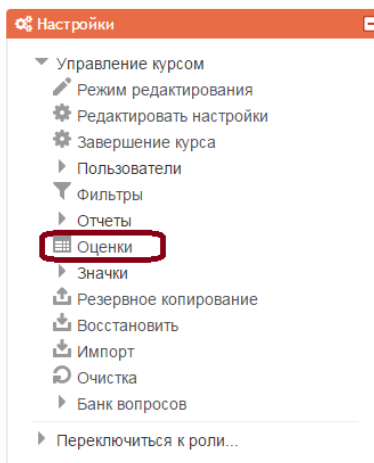 Настройки
Управление курсом
Режим редактирования
Редактировать настройки
Завершение курса
Пользователи
Фильтры
Отчеты
Оценки
Значки
Резервное копирование
Восстановить
Импорт
Очистка
Банк вопросов
Переключиться к роли...